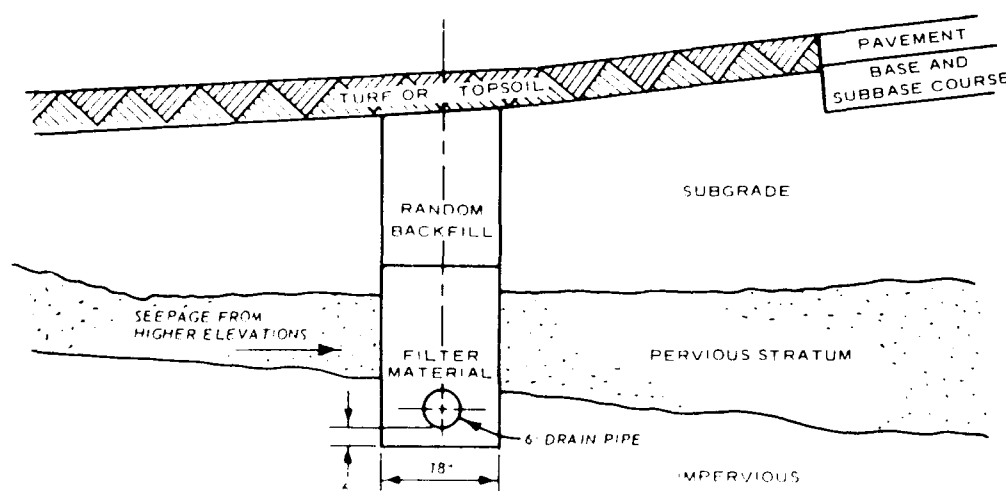 PAVEMENT
BASE AND
SUBBASE COURSE
TURF OR TOPSOIL
SUBGRADE
RANDOM
BACKFILL
SEEPAGE FROM
HIGHER ELEVATIONS
FILTER
MATERIAL
PERVIOUS STRATUM
6" DRAIN PIPE
18"
IMPERVIOUS